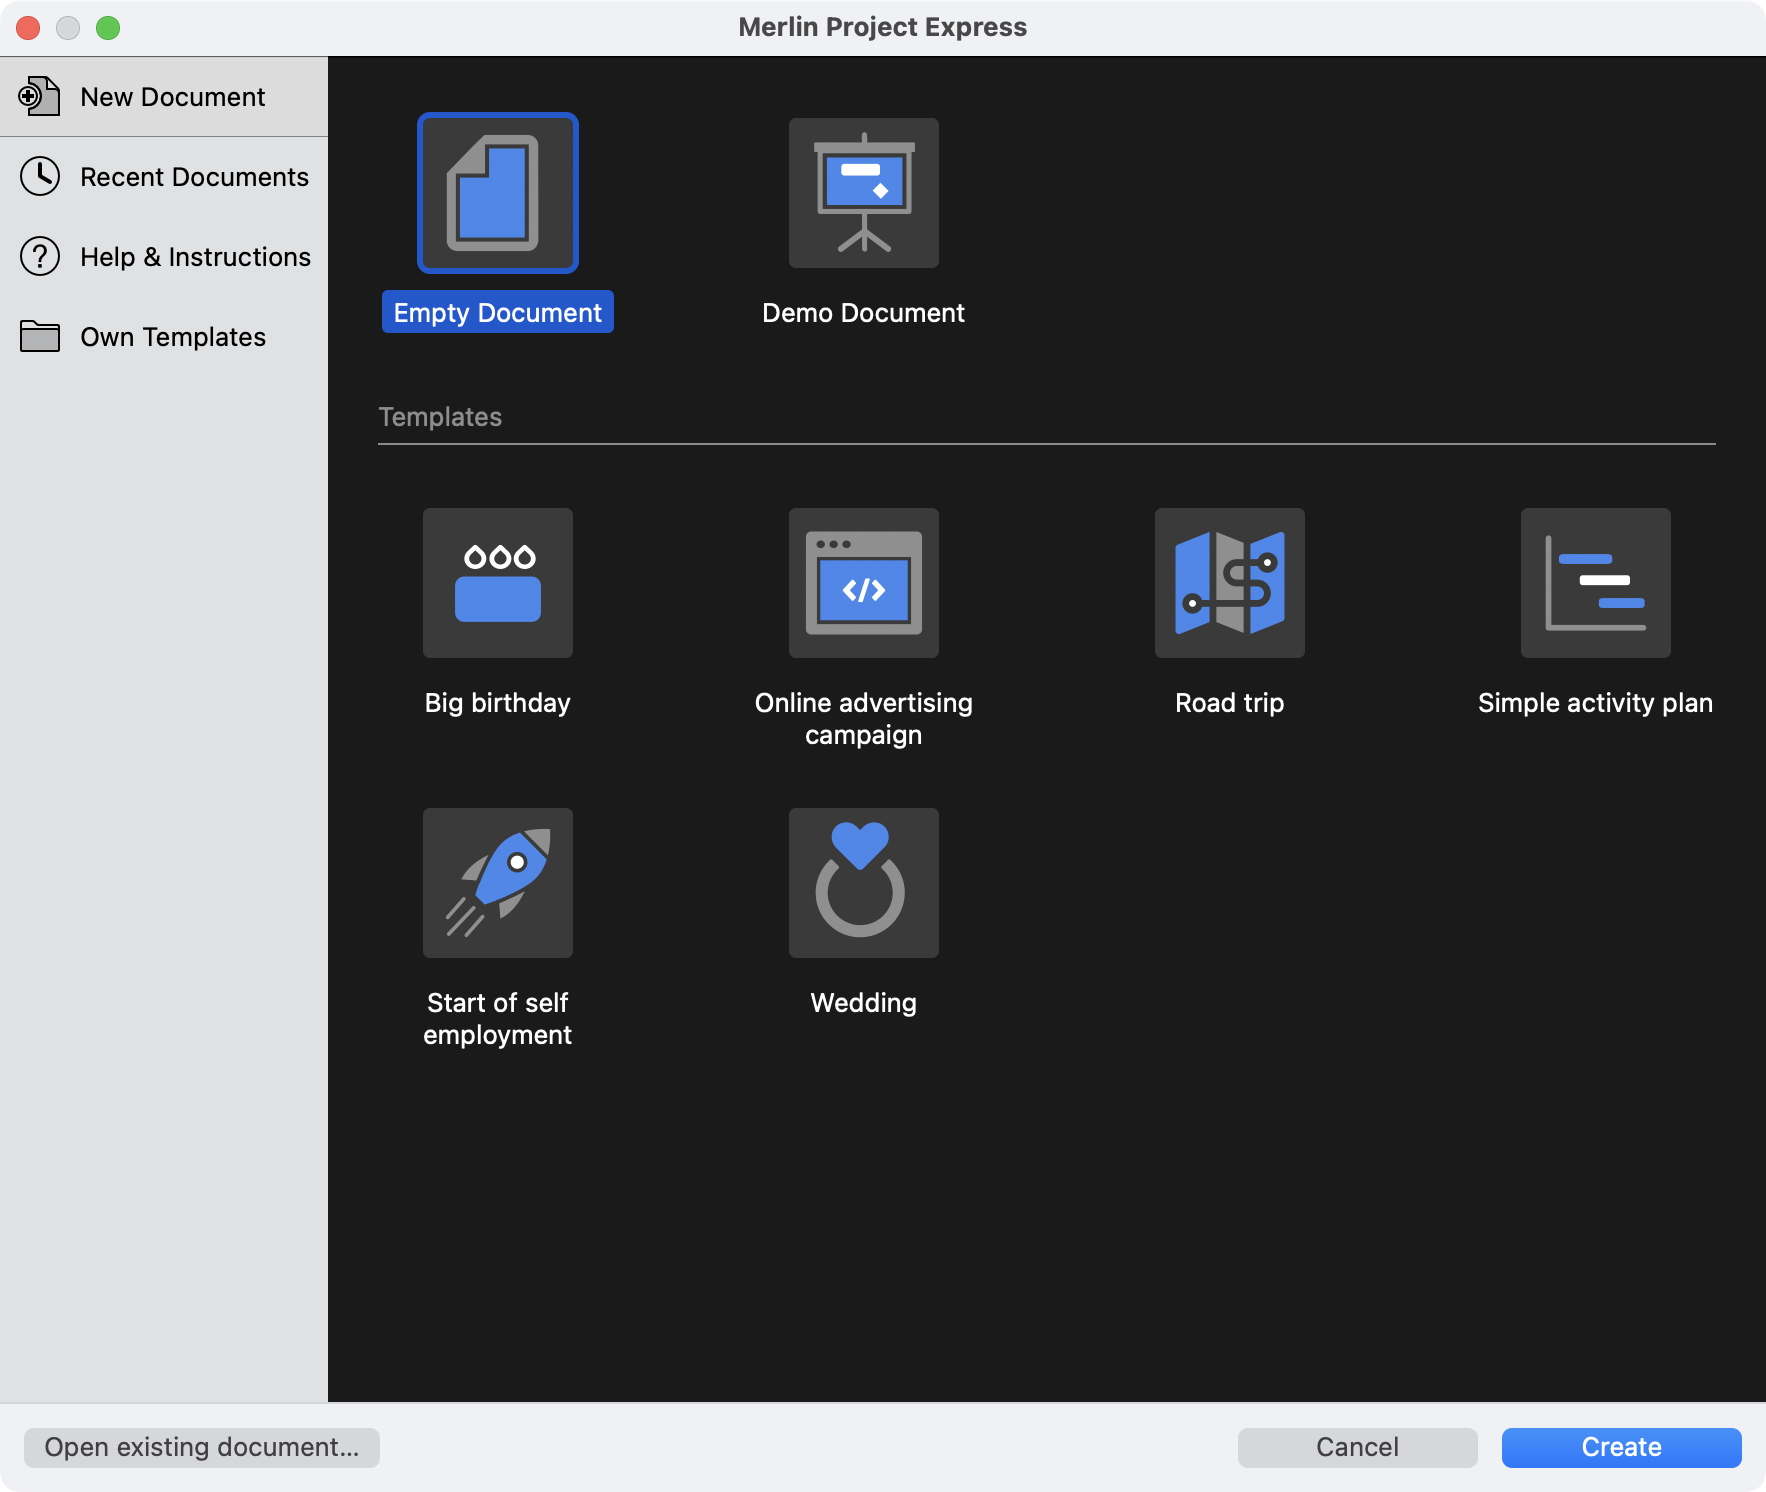 Merlin Project Express
New Document
Recent Documents
Help & Instructions
Own Templates
Empty Document
Demo Document
Templates
Big birthday
Online advertising
campaign
Road trip
Simple activity plan
Start of self
employment
Wedding
Open existing document...
Cancel
Create